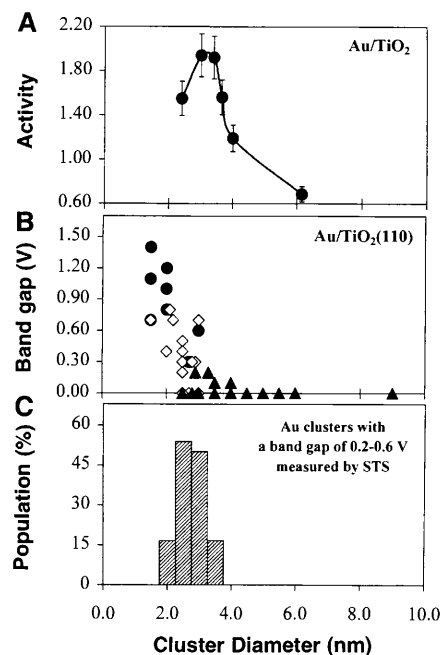 A
Au/TiO₂
2.20
1.80
1.40
1.00
0.60
Activity
B
Au/TiO₂(110)
1.50
1.20
0.90
0.60
0.30
0.00
Band gap (V)
C
Au clusters with
a band gap of 0.2-0.6 V
measured by STS
60
45
30
15
0
Population (%)
0.0 2.0 4.0 6.0 8.0 10.0
Cluster Diameter (nm)